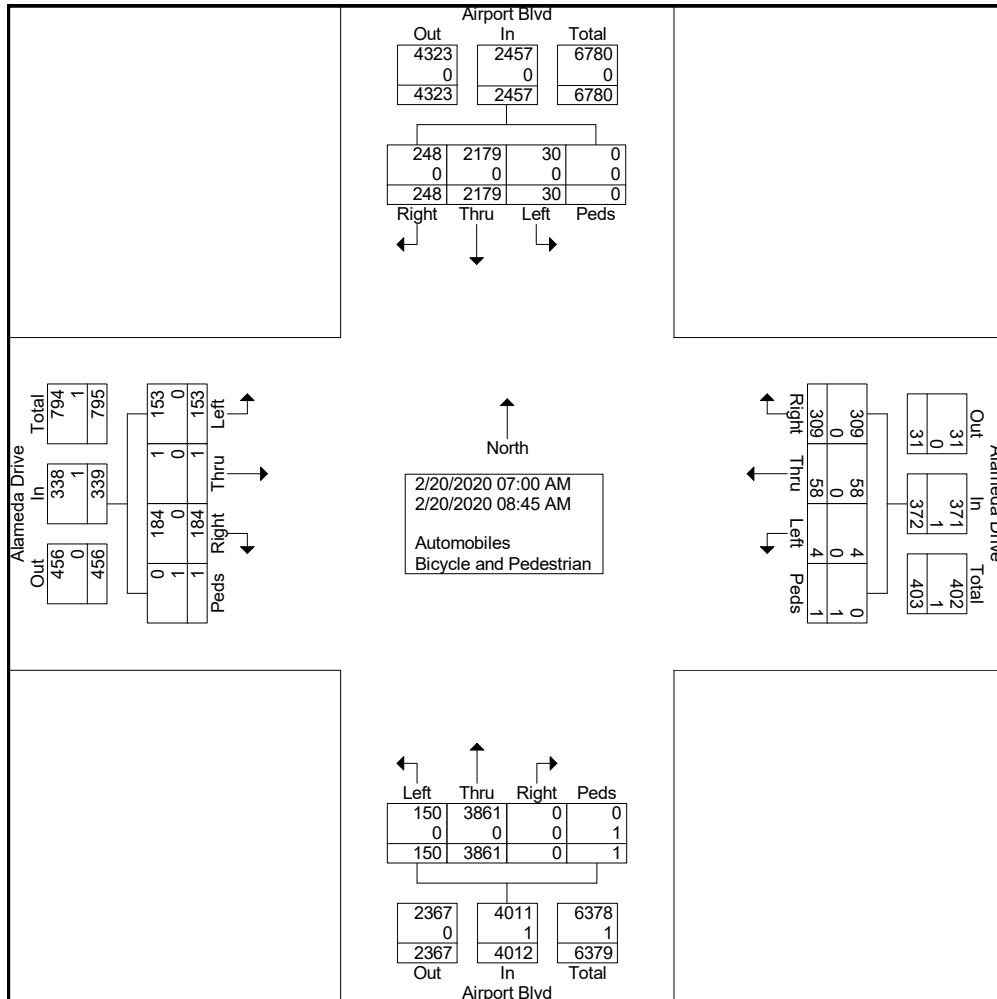 Airport Blvd
Out In Total
4323 2457 6780
0 0 0
4323 2457 6780
248 2179 30 0
0 0 0 0
248 2179 30 0
Right Thru Left Peds
Alameda Drive
Total In Out
794 338 456
1 1 0
795 339 456
153 1 184 0
0 0 0 1
153 1 184 1
Left Thru Right Peds
North
2/20/2020 07:00 AM
2/20/2020 08:45 AM
Automobiles
Bicycle and Pedestrian
Right Thru Left Peds
309 58 4 1
0 0 0 1
309 58 4 0
Out In Total
31 372 403
0 1 1
31 371 402
Alameda Drive
Left Thru Right Peds
150 3861 0 0
0 0 0 1
150 3861 0 1
2367 4011 6378
0 1 1
2367 4012 6379
Out In Total
Airport Blvd